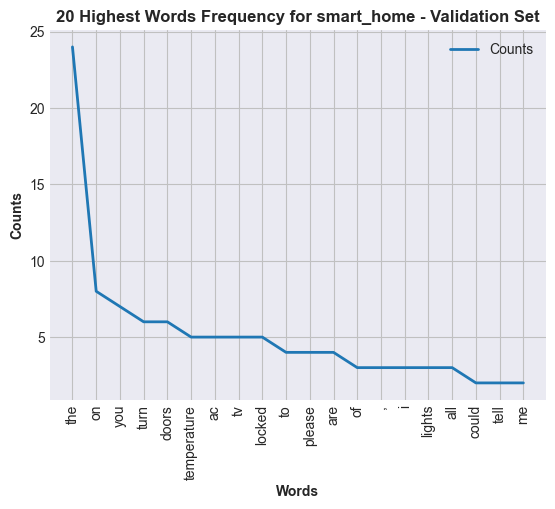 20 Highest Words Frequency for smart_home - Validation Set
Counts
Counts
25
20
15
10
5
the
on
you
turn
doors
temperature
ac
tv
locked
to
please
are
of
,
i
lights
all
could
tell
me
Words